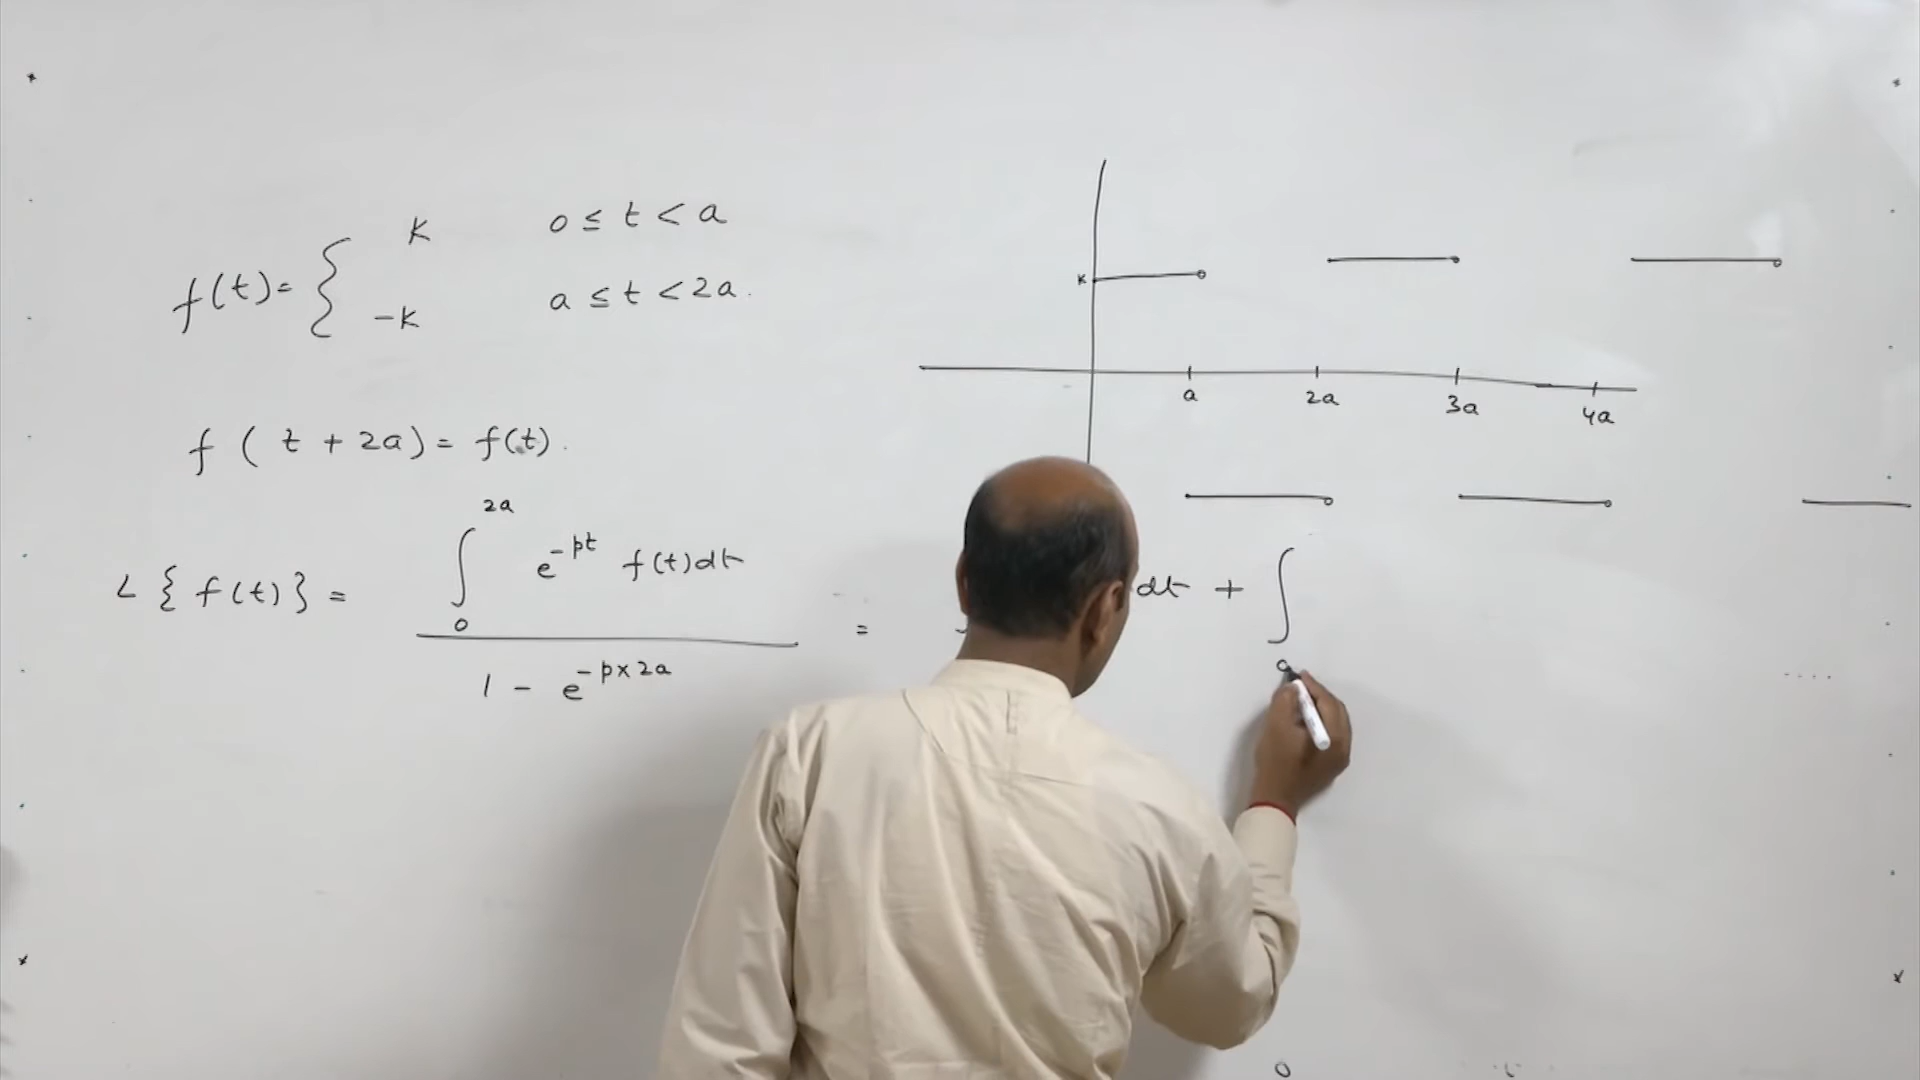 f(t) = { K 0 ≤ t < a
-K a ≤ t < 2a.
f ( t + 2a) = f(t).
L { f(t) } = ∫ 0 2a e^{-pt} f(t)dt / 1 - e^{-p×2a} = dt + ∫ a
K
a 2a 3a 4a